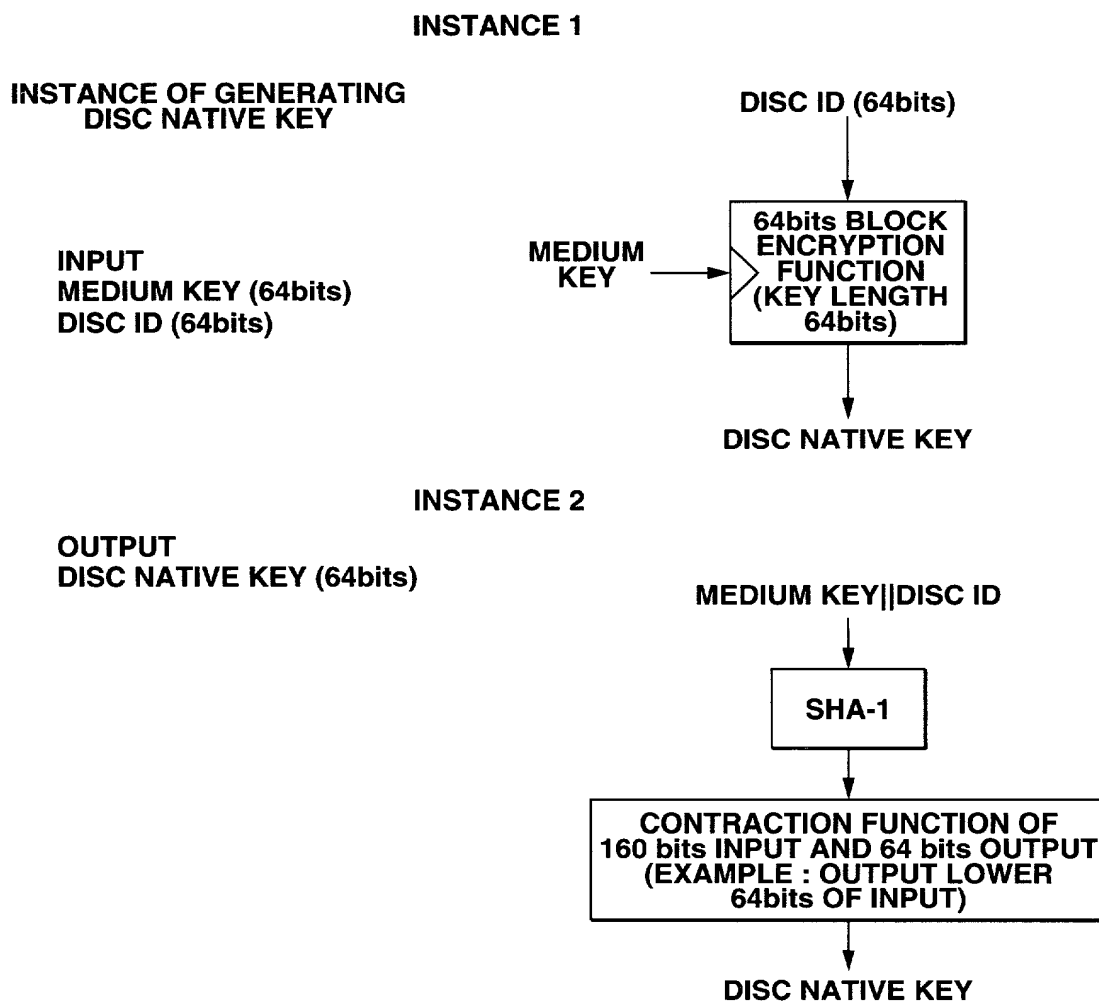 INSTANCE 1
INSTANCE OF GENERATING
DISC NATIVE KEY
DISC ID (64bits)
64bits BLOCK
ENCRYPTION
FUNCTION
(KEY LENGTH
64bits)
MEDIUM
KEY
INPUT
MEDIUM KEY (64bits)
DISC ID (64bits)
DISC NATIVE KEY
INSTANCE 2
OUTPUT
DISC NATIVE KEY (64bits)
MEDIUM KEY||DISC ID
SHA-1
CONTRACTION FUNCTION OF
160 bits INPUT AND 64 bits OUTPUT
(EXAMPLE : OUTPUT LOWER
64bits OF INPUT)
DISC NATIVE KEY